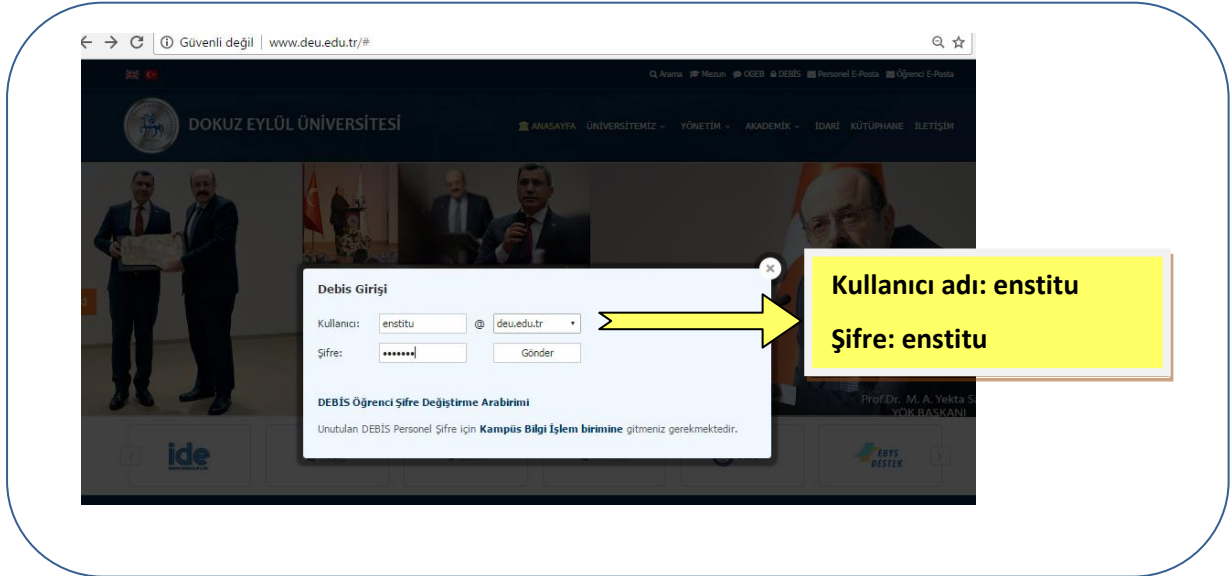 Güvenli değil | www.deu.edu.tr/#
Arama Mezun OGEB DEBİS Personel E-Posta Öğrenci E-Posta
DOKUZ EYLÜL ÜNİVERSİTESİ
ANASAYFA ÜNİVERSİTEMİZ YÖNETİM AKADEMİK İDARİ KÜTÜPHANE İLETİŞİM
Debis Girişi
Kullanıcı: enstitu @ deu.edu.tr
Şifre: ••••••• Gönder
DEBİS Öğrenci Şifre Değiştirme Arabirimi
Unutulan DEBİS Personel Şifre için Kampüs Bilgi İşlem birimine gitmeniz gerekmektedir.
Kullanıcı adı: enstitu
Şifre: enstitu
Prof.Dr. M. A. Yekta
YÖK BAŞKANI
ide
EBYS
DESTEK